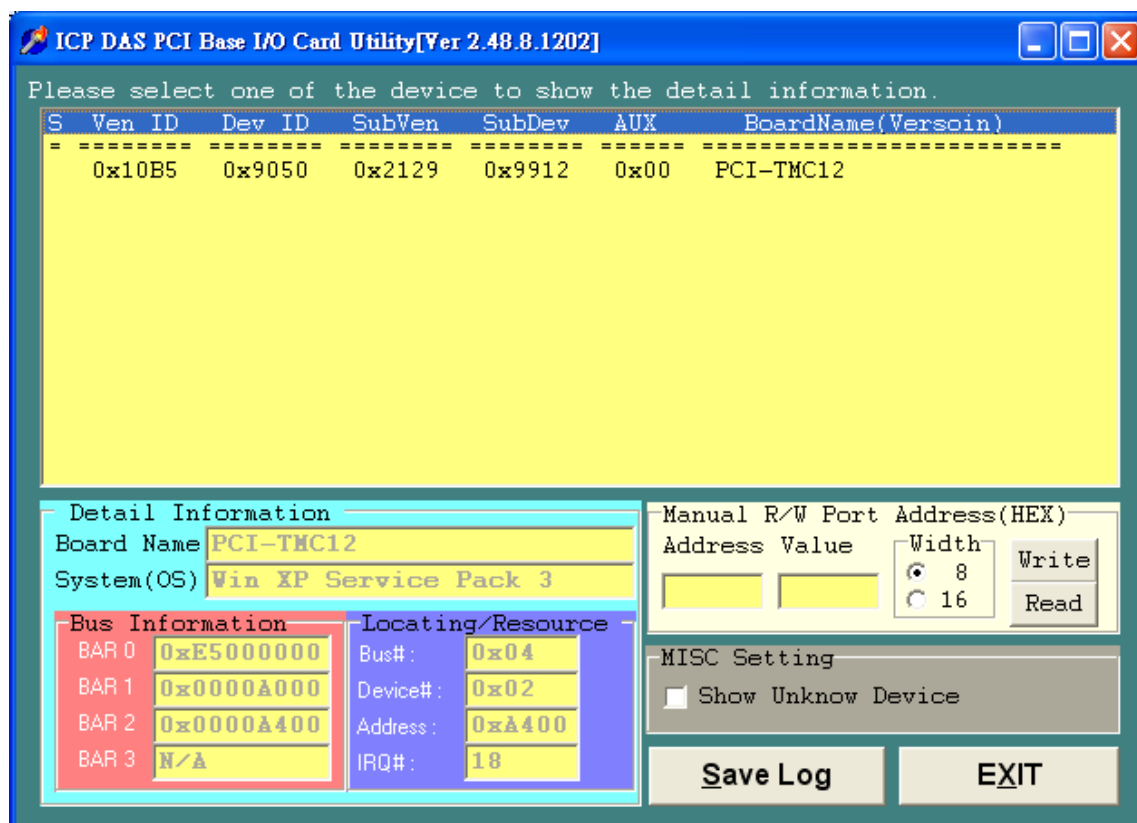 ICP DAS PCI Base I/O Card Utility[Ver 2.48.8.1202]
Please select one of the device to show the detail information.
S Ven ID Dev ID SubVen SubDev AUX BoardName(Versoin)
= ======== ======== ======== ======== ====== =========================
0x10B5 0x9050 0x2129 0x9912 0x00 PCI-TMC12
Detail Information
Board Name PCI-TMC12
System(OS) Win XP Service Pack 3
Bus Information
BAR 0 0xE5000000
BAR 1 0x0000A000
BAR 2 0x0000A400
BAR 3 N/A
Locating/Resource
Bus# : 0x04
Device# : 0x02
Address : 0xA400
IRQ# : 18
Manual R/W Port Address(HEX)
Address Value Width
8 Write
16 Read
MISC Setting
Show Unknow Device
Save Log EXIT